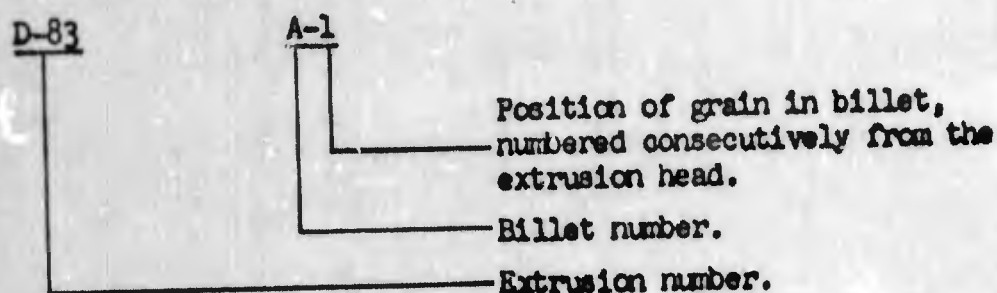 D-83 A-1
Position of grain in billet,
numbered consecutively from the
extrusion head.
Billet number.
Extrusion number.